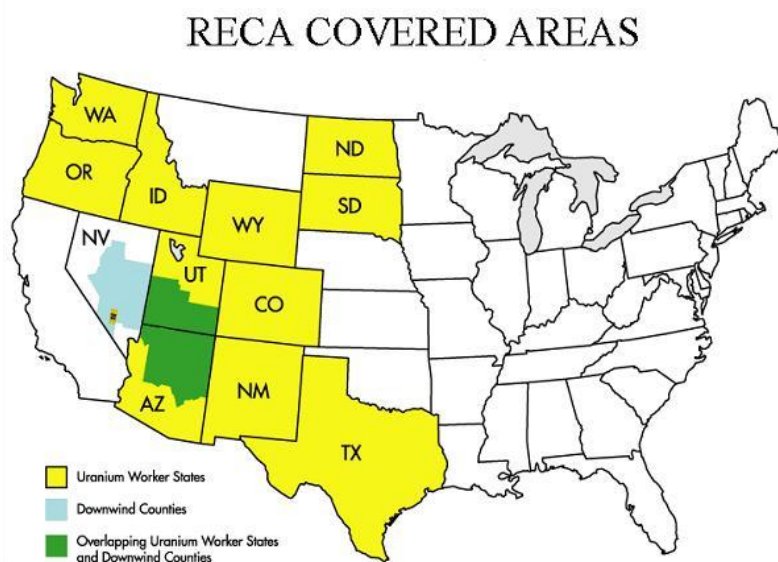 RECA COVERED AREAS
WA
OR
ID
ND
SD
WY
NV
UT
CO
AZ
NM
TX
Uranium Worker States
Downwind Counties
Overlapping Uranium Worker States
and Downwind Counties